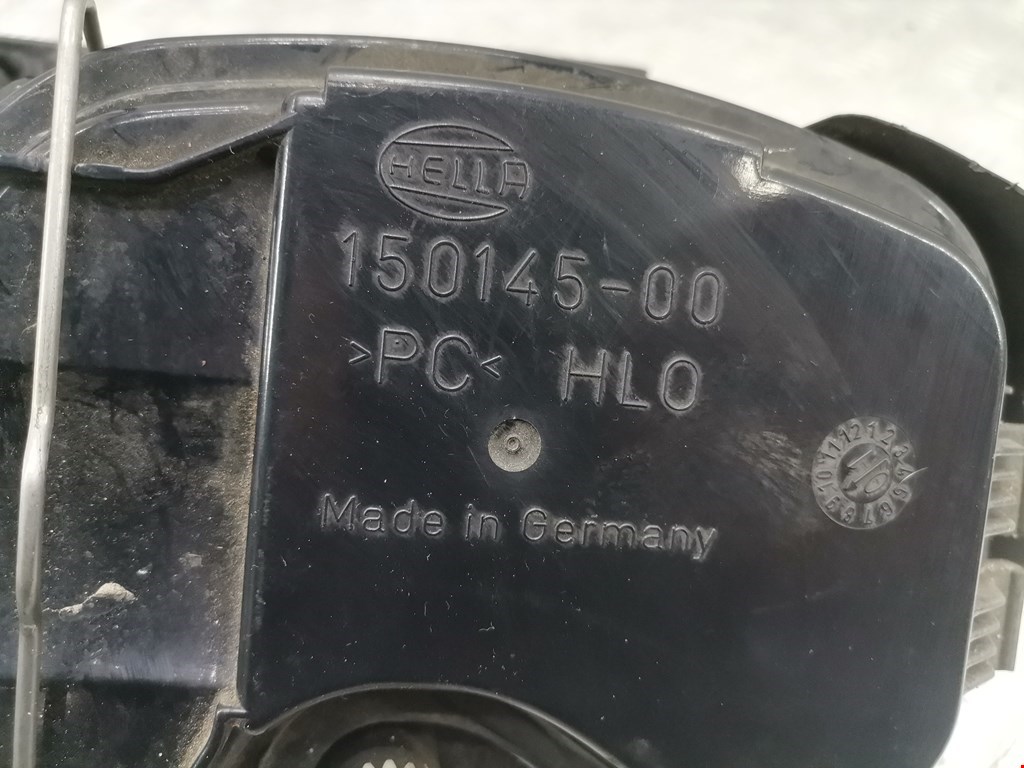 HELLA
150145-00
>PC< HLO
Made in Germany